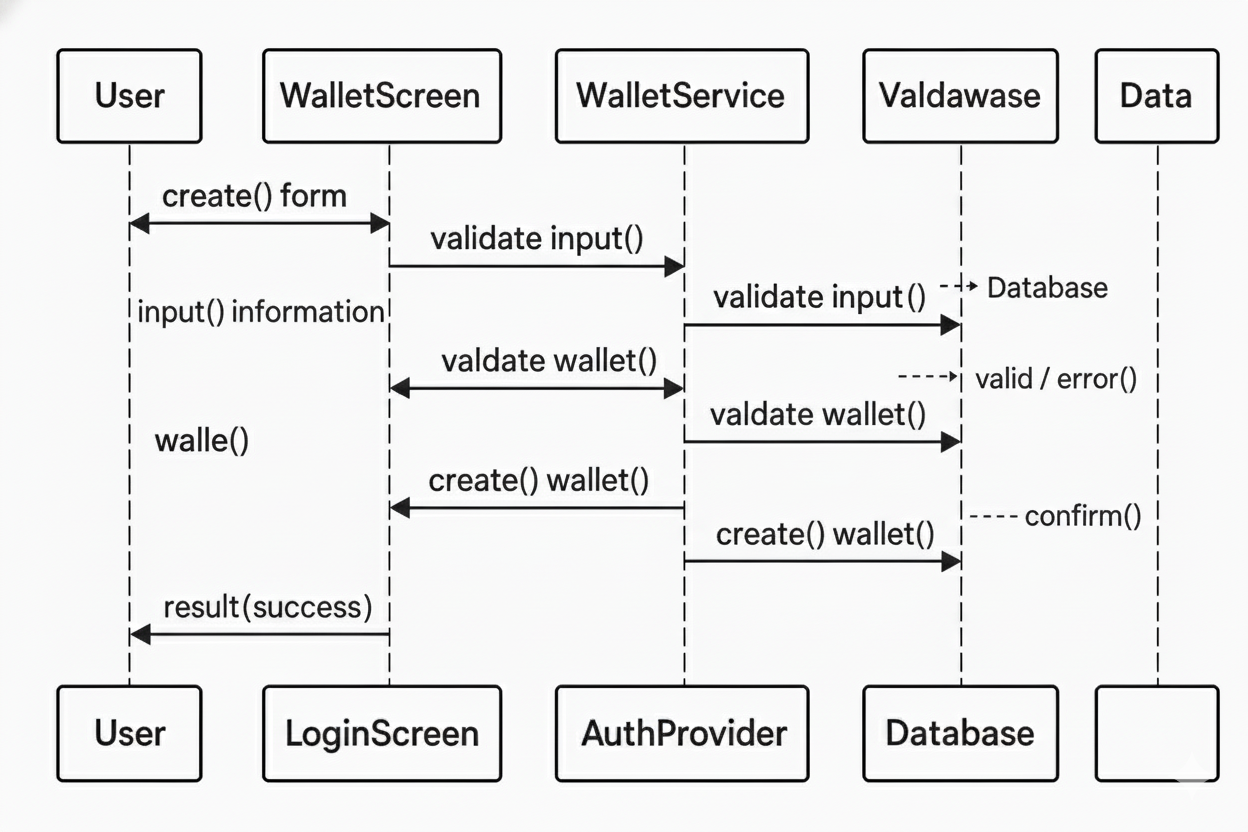 User
WalletScreen
WalletService
Valdawase
Data
create() form
validate input()
validate input()
Database
input() information
valdate wallet()
valid / error()
valdate wallet()
walle()
create() wallet()
confirm()
create() wallet()
result(success)
User
LoginScreen
AuthProvider
Database